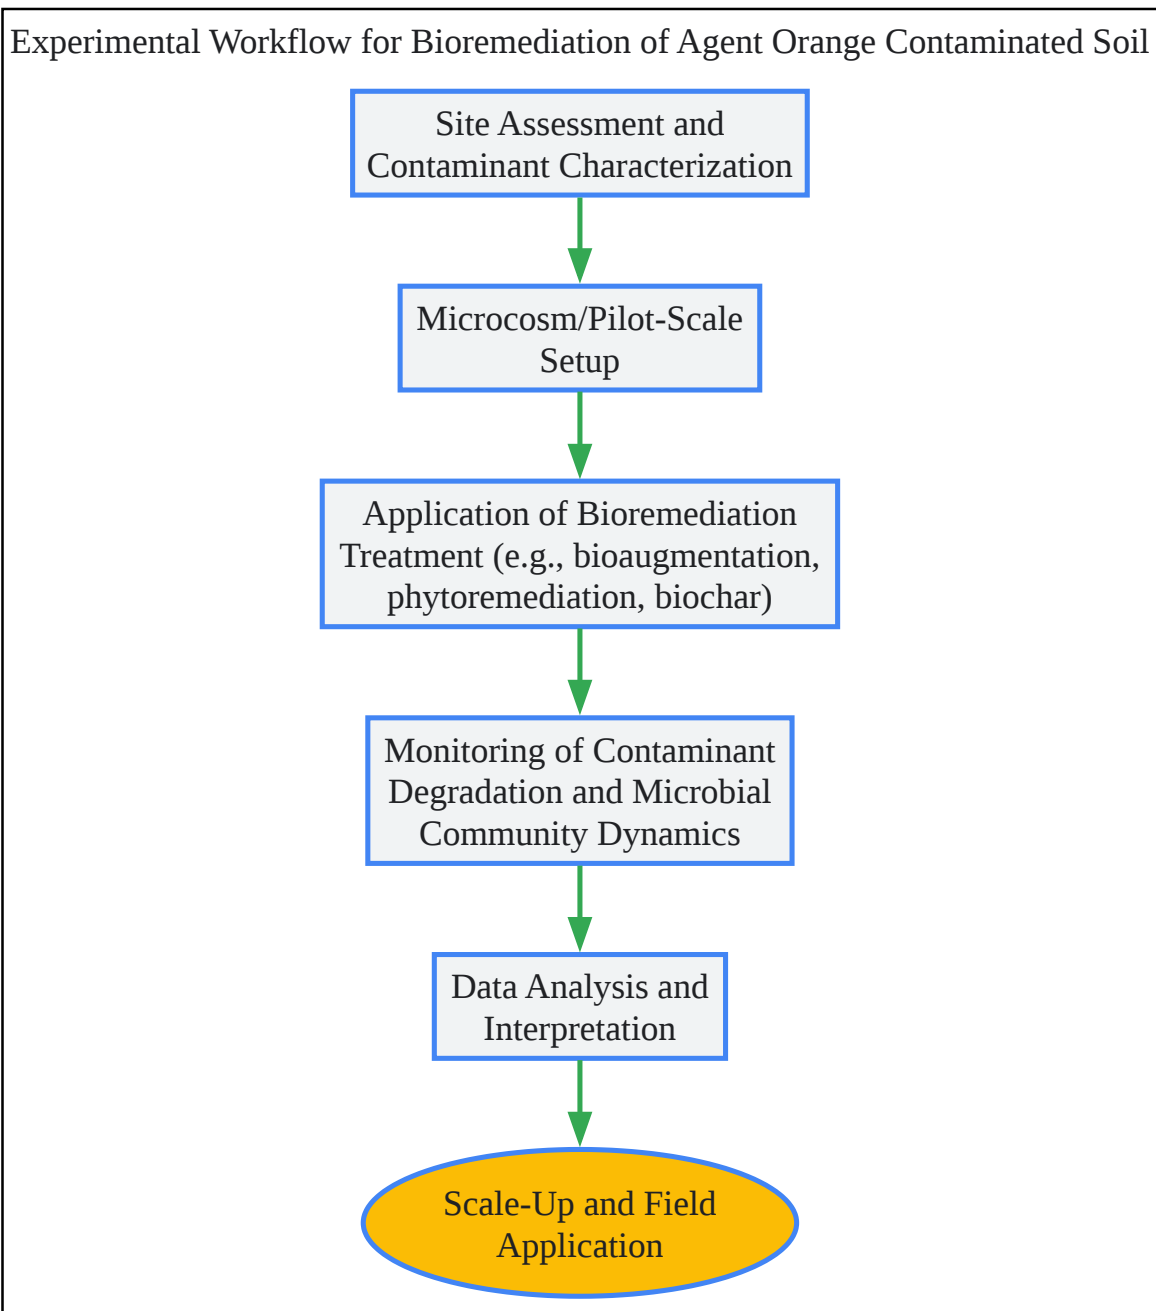 Experimental Workflow for Bioremediation of Agent Orange Contaminated Soil
Site Assessment and
Contaminant Characterization
Microcosm/Pilot-Scale
Setup
Application of Bioremediation
Treatment (e.g., bioaugmentation,
phytoremediation, biochar)
Monitoring of Contaminant
Degradation and Microbial
Community Dynamics
Data Analysis and
Interpretation
Scale-Up and Field
Application